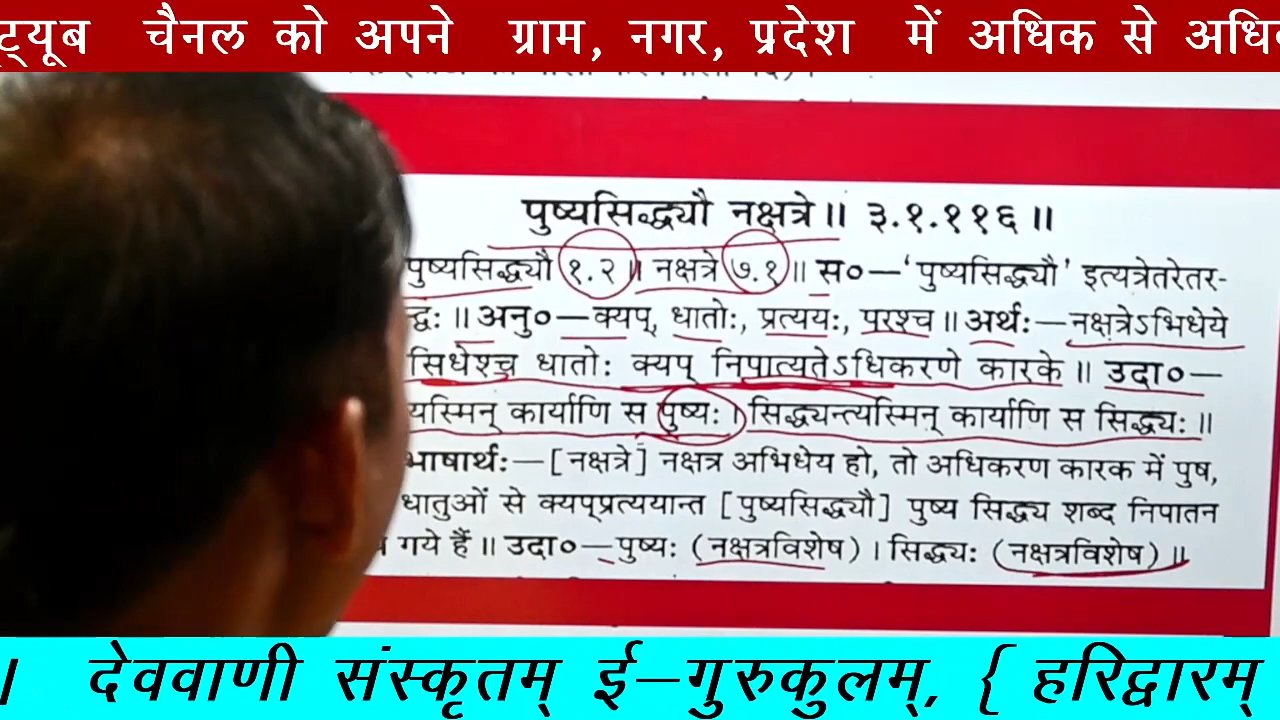 चैनल को अपने ग्राम, नगर, प्रदेश में अधिक से
पुष्यसिद्ध्यौ नक्षत्रे ॥ ३.१.११६ ॥
पुष्यसिद्ध्यौ १.२ ॥ नक्षत्रे ७.१ ॥ स०—'पुष्यसिद्ध्यौ' इत्यत्रेतरेतर-
द्वः ॥ अनु०—क्यप्, धातोः, प्रत्ययः, परश्च ॥ अर्थः—नक्षत्रेऽभिधेये
सिधेश्च धातोः क्यप् निपात्यतेऽधिकरणे कारके ॥ उदा०—
यस्मिन् कार्याणि स पुष्यः । सिद्ध्यन्त्यस्मिन् कार्याणि स सिद्ध्यः ॥
भाषार्थः—[नक्षत्रे] नक्षत्र अभिधेय हो, तो अधिकरण कारक में पुष,
धातुओं से क्यप्प्रत्ययान्त [पुष्यसिद्ध्यौ] पुष्य सिद्ध्य शब्द निपातन
गये हैं ॥ उदा०—पुष्यः (नक्षत्रविशेष) । सिद्ध्यः (नक्षत्रविशेष) ॥
। देववाणी संस्कृतम् ई-गुरुकुलम्, { हरिद्वारम्